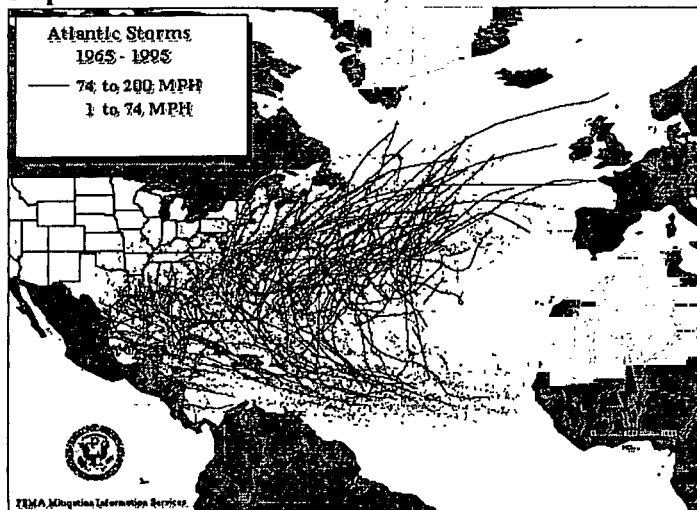 Atlantic Storms
1965 - 1995
74 to 200 MPH
1 to 74 MPH
FEMA Mitigation Information Services